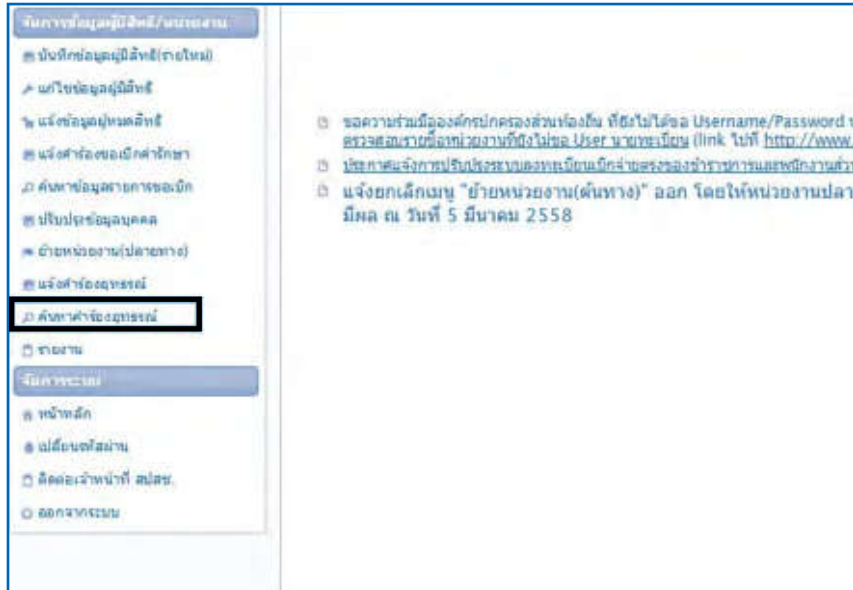 จัดการข้อมูลผู้มีสิทธิ/หน่วยงาน
บันทึกข้อมูลผู้มีสิทธิ(รายใหม่)
แก้ไขข้อมูลผู้มีสิทธิ
แจ้งข้อมูลผู้หมดสิทธิ
แจ้งคำร้องขอเบิกค่ารักษา
ค้นหาข้อมูลรายการขอเบิก
ปรับปรุงข้อมูลบุคคล
ย้ายหน่วยงาน(ปลายทาง)
แจ้งคำร้องอุทธรณ์
ค้นหาคำร้องอุทธรณ์
รายงาน
จัดการระบบ
หน้าหลัก
เปลี่ยนรหัสผ่าน
ติดต่อเจ้าหน้าที่ สปสช.
ออกจากระบบ
ขอความร่วมมือองค์กรปกครองส่วนท้องถิ่น ที่ยังไม่ได้ขอ Username/Password
ตรวจสอบรายชื่อหน่วยงานที่ยังไม่ขอ User นายทะเบียน (link ไปที่ http://www.
ประกาศแจ้งการปรับปรุงระบบลงทะเบียนเบิกจ่ายตรงของข้าราชการและพนักงานส่วน
แจ้งยกเลิกเมนู "ย้ายหน่วยงาน(ต้นทาง)" ออก โดยให้หน่วยงานปลา
มีผล ณ วันที่ 5 มีนาคม 2558